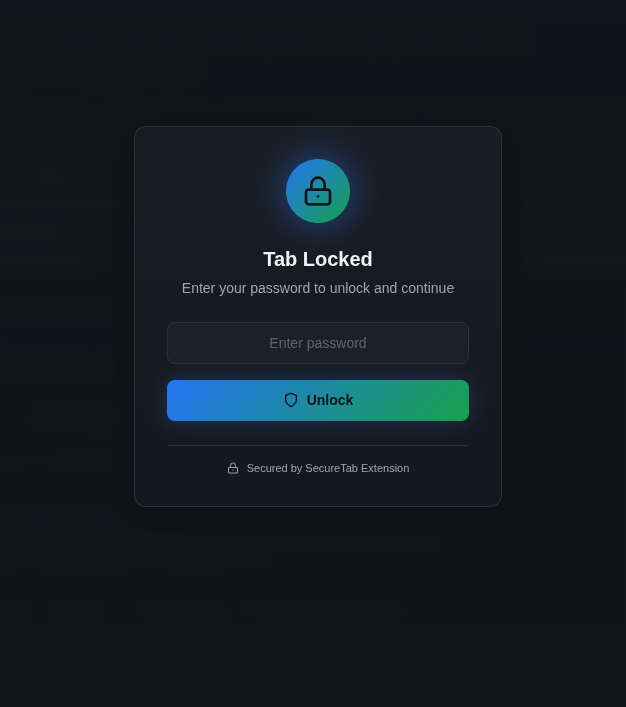 Tab Locked
Enter your password to unlock and continue
Enter password
Unlock
Secured by SecureTab Extension